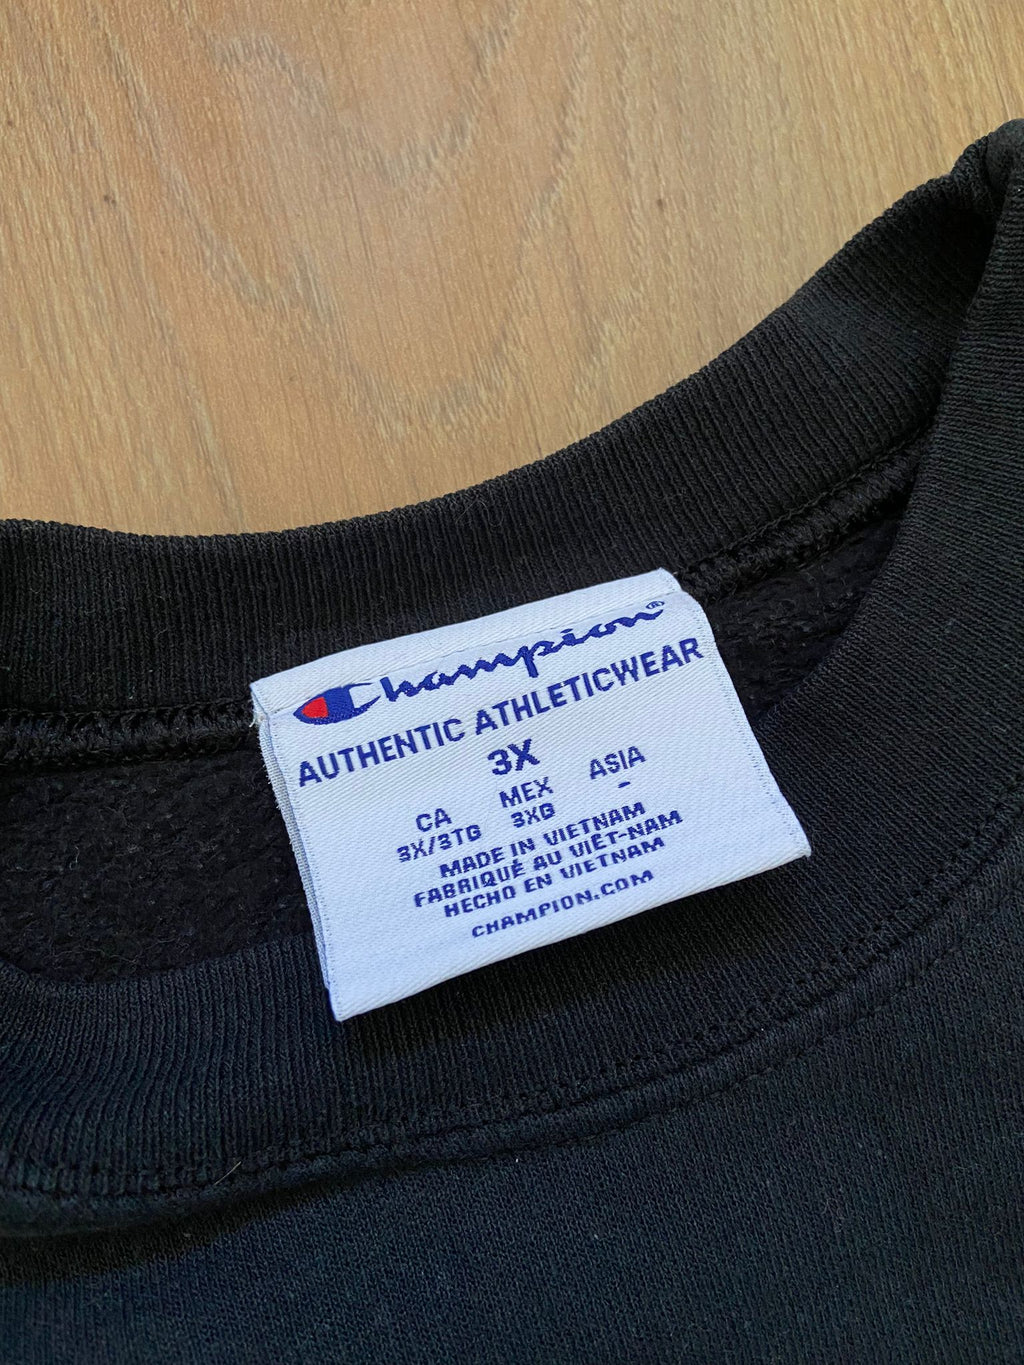 Champion®
AUTHENTIC ATHLETICWEAR
3X
CA MEX ASIA
3X/3TG 3XG -
MADE IN VIETNAM
FABRIQUÉ AU VIÊT-NAM
HECHO EN VIETNAM
CHAMPION.COM